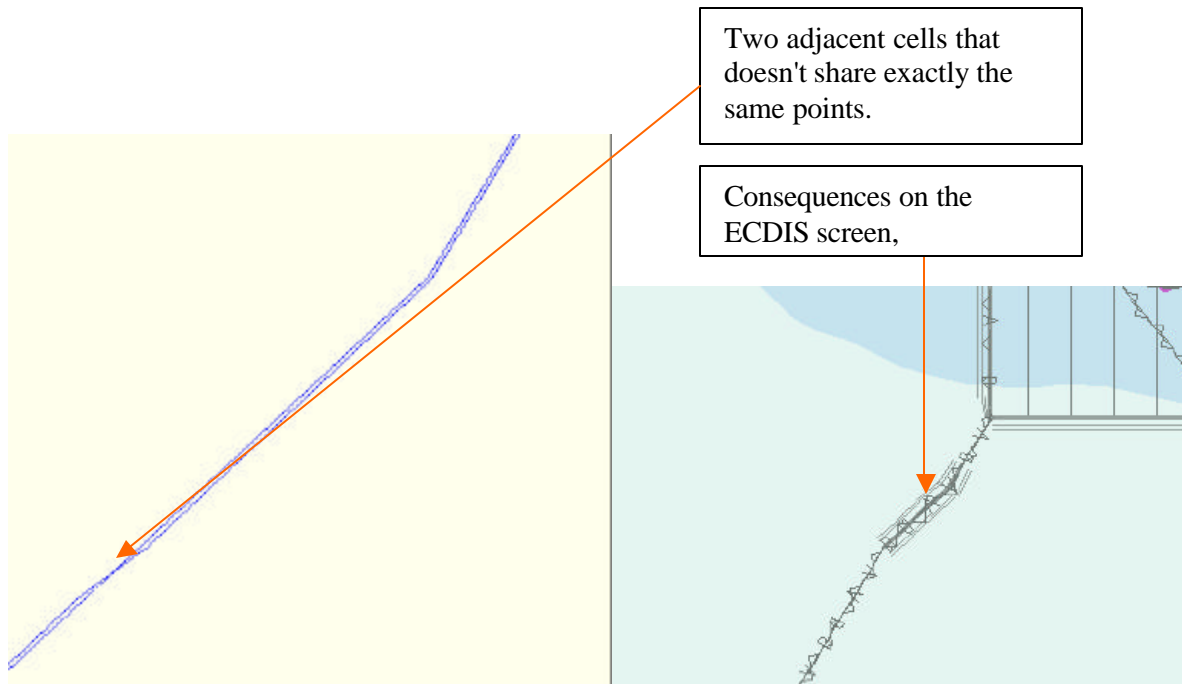 Two adjacent cells that
doesn't share exactly the
same points.
Consequences on the
ECDIS screen,